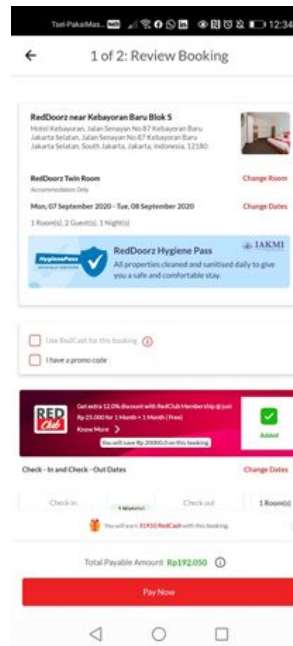 Tsel-PakaiMas...
12:34
1 of 2: Review Booking
RedDoorz near Kebayoran Baru Blok S
Hotel Kebayoran, Jalan Senayan No 87 Kebayoran Baru
Jakarta Selatan, Jalan Senayan No 87 Kebayoran Baru
Jakarta Selatan, South Jakarta, Jakarta, Indonesia, 12180
RedDoorz Twin Room
Change Room
Accommodation Only
Mon, 07 September 2020 - Tue, 08 September 2020
Change Dates
1 Room(s), 2 Guest(s), 1 Night(s)
HygienePass
RedDoorz Hygiene Pass
IAKMI
All properties cleaned and sanitised daily to give
you a safe and comfortable stay.
Use RedCash for this booking
I have a promo code
RED
Club
Get extra 12.0% discount with RedClub Membership @ just
Rp 25.000 for 1 Month + 1 Month (Free)
Know More >
You will save Rp 20000.0 on this booking
Added
Check - In and Check - Out Dates
Change Dates
Check in
Check out
1 Room(s)
You will earn 31950 RedCash with this booking
Total Payable Amount Rp192,050
Pay Now